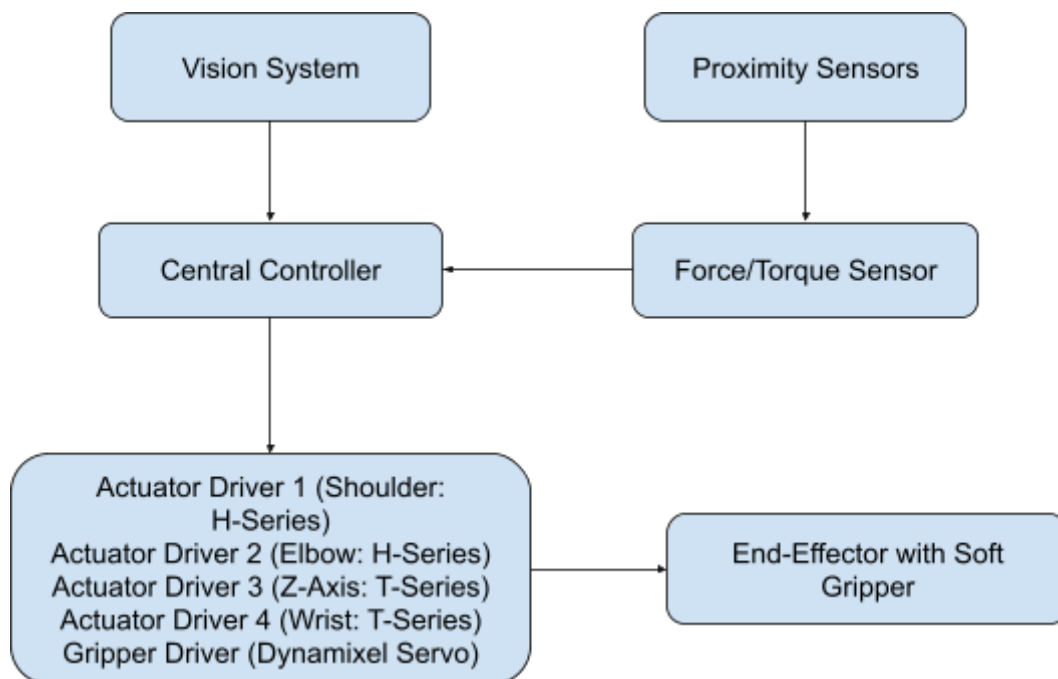 Vision System
Proximity Sensors
Central Controller
Force/Torque Sensor
Actuator Driver 1 (Shoulder:
H-Series)
Actuator Driver 2 (Elbow: H-Series)
Actuator Driver 3 (Z-Axis: T-Series)
Actuator Driver 4 (Wrist: T-Series)
Gripper Driver (Dynamixel Servo)
End-Effector with Soft
Gripper